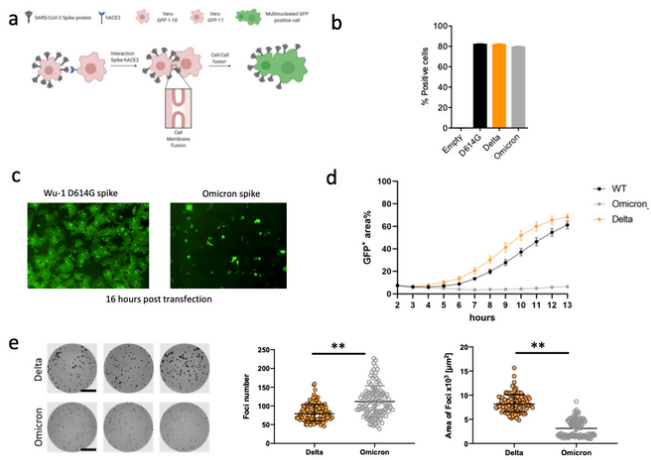 a
SARS-CoV-2 Spike protein
hACE2
Vero
GFP 1-10
Vero
GFP-11
Multinucleated GFP
positive cell
Interaction
Spike-hACE2
Cell-Cell
fusion
Cell
Membrane
Fusion
b
% Positive cells
100
80
60
40
20
0
Empty
D614G
Delta
Omicron
c
Wu-1 D614G spike
Omicron spike
16 hours post transfection
d
GFP+ area%
100
80
60
40
20
0
2 3 4 5 6 7 8 9 10 11 12 13
hours
WT
Omicron
Delta
e
Delta
Omicron
Foci number
250
200
150
100
50
0
**
Delta
Omicron
Area of Foci x10³ [µm²]
20
15
10
5
0
**
Delta
Omicron